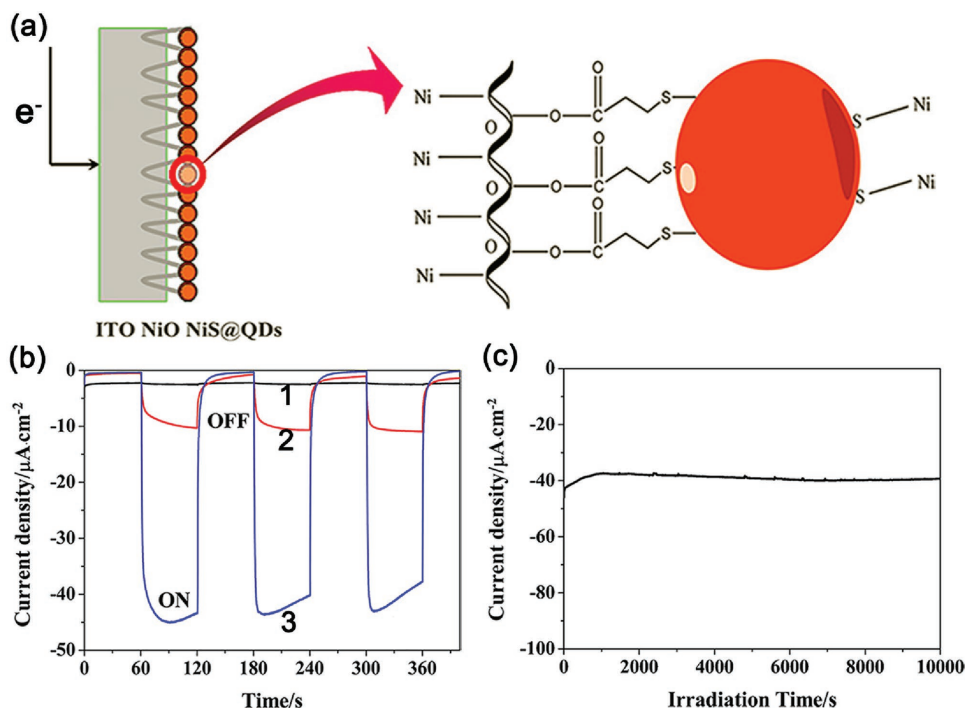 (a)
e-
ITO NiO NiS@QDs
Ni
Ni
Ni
Ni
O
O
O
O
O
O
O
O
O
S
S
S
S
S
Ni
Ni
(b)
0
-10
-20
-30
-40
-50
Current density/μA·cm⁻²
0 60 120 180 240 300 360
Time/s
1
2
3
OFF
ON
(c)
0
-20
-40
-60
-80
-100
Current density/μA·cm⁻²
0 2000 4000 6000 8000 10000
Irradiation Time/s